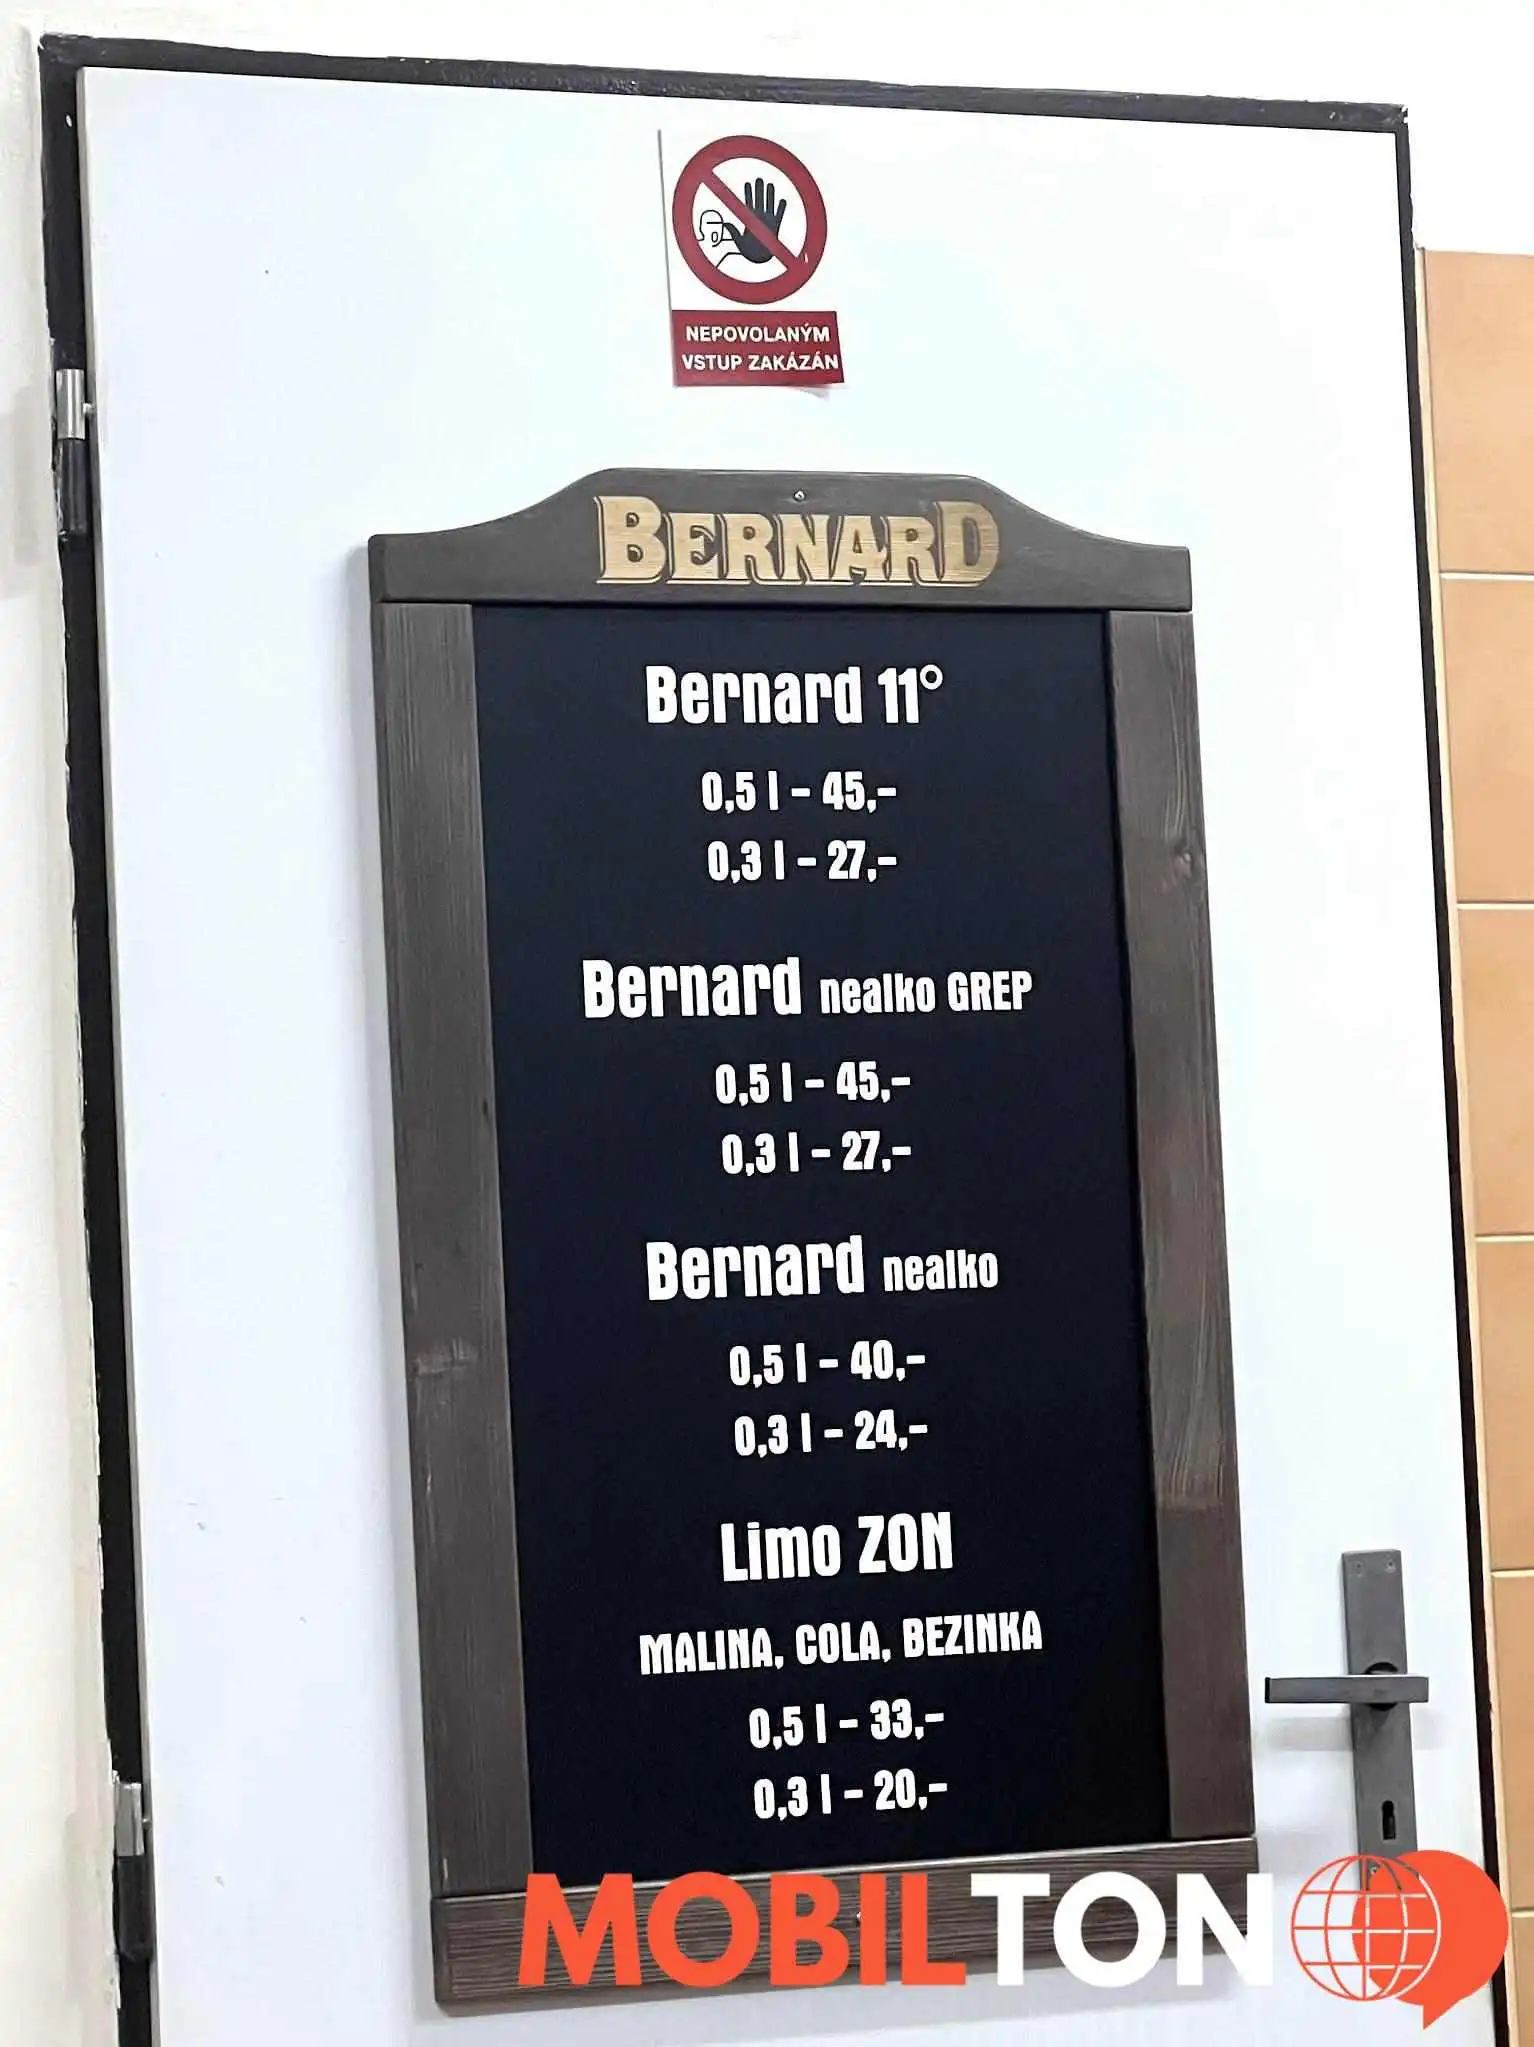 NEPOVOLANÝM
VSTUP ZAKÁZÁN
BERNARD
Bernard 11°
0,5 l – 45,–
0,3 l – 27,–
Bernard nealko GREP
0,5 l – 45,–
0,3 l – 27,–
Bernard nealko
0,5 l – 40,–
0,3 l – 24,–
Limo ZON
MALINA, COLA, BEZINKA
0,5 l – 33,–
0,3 l – 20,–
MOBILTON